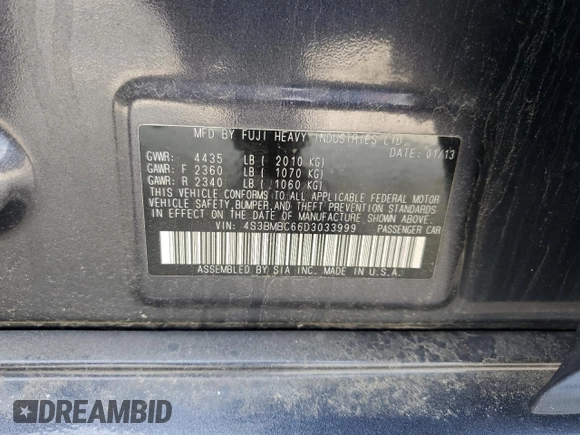 MFD BY FUJI HEAVY INDUSTRIES LTD.
DATE: 01/13
GVWR: 4435 LB ( 2010 KG)
GAWR: F 2360 LB ( 1070 KG)
GAWR: R 2340 LB ( 1060 KG)
THIS VEHICLE CONFORMS TO ALL APPLICABLE FEDERAL MOTOR
VEHICLE SAFETY, BUMPER, AND THEFT PREVENTION STANDARDS
IN EFFECT ON THE DATE OF MANUFACTURE SHOWN ABOVE.
VIN: 4S3BMBC66D3033999 PASSENGER CAR
ASSEMBLED BY SIA INC. MADE IN U.S.A.
DREAMBID